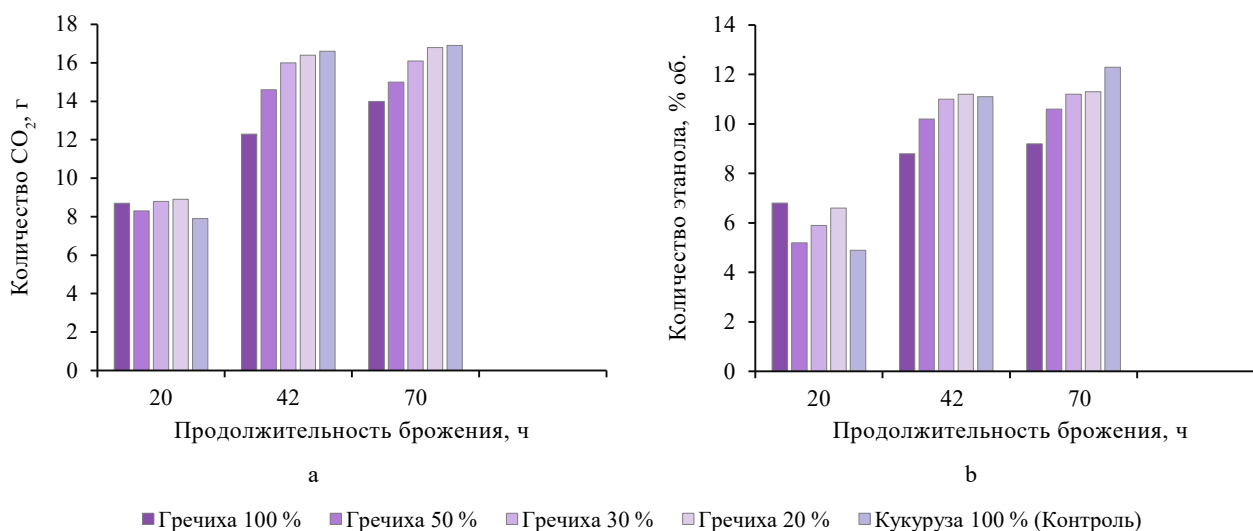 Количество CO₂, г
18
16
14
12
10
8
6
4
2
0
20 42 70
Продолжительность брожения, ч
a
Количество этанола, % об.
14
12
10
8
6
4
2
0
20 42 70
Продолжительность брожения, ч
b
Гречиха 100 % Гречиха 50 % Гречиха 30 % Гречиха 20 % Кукуруза 100 % (Контроль)